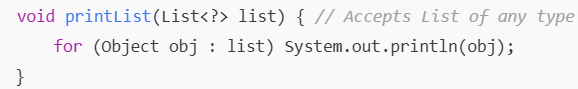 void printList(List<?> list) { // Accepts List of any type
    for (Object obj : list) System.out.println(obj);
}